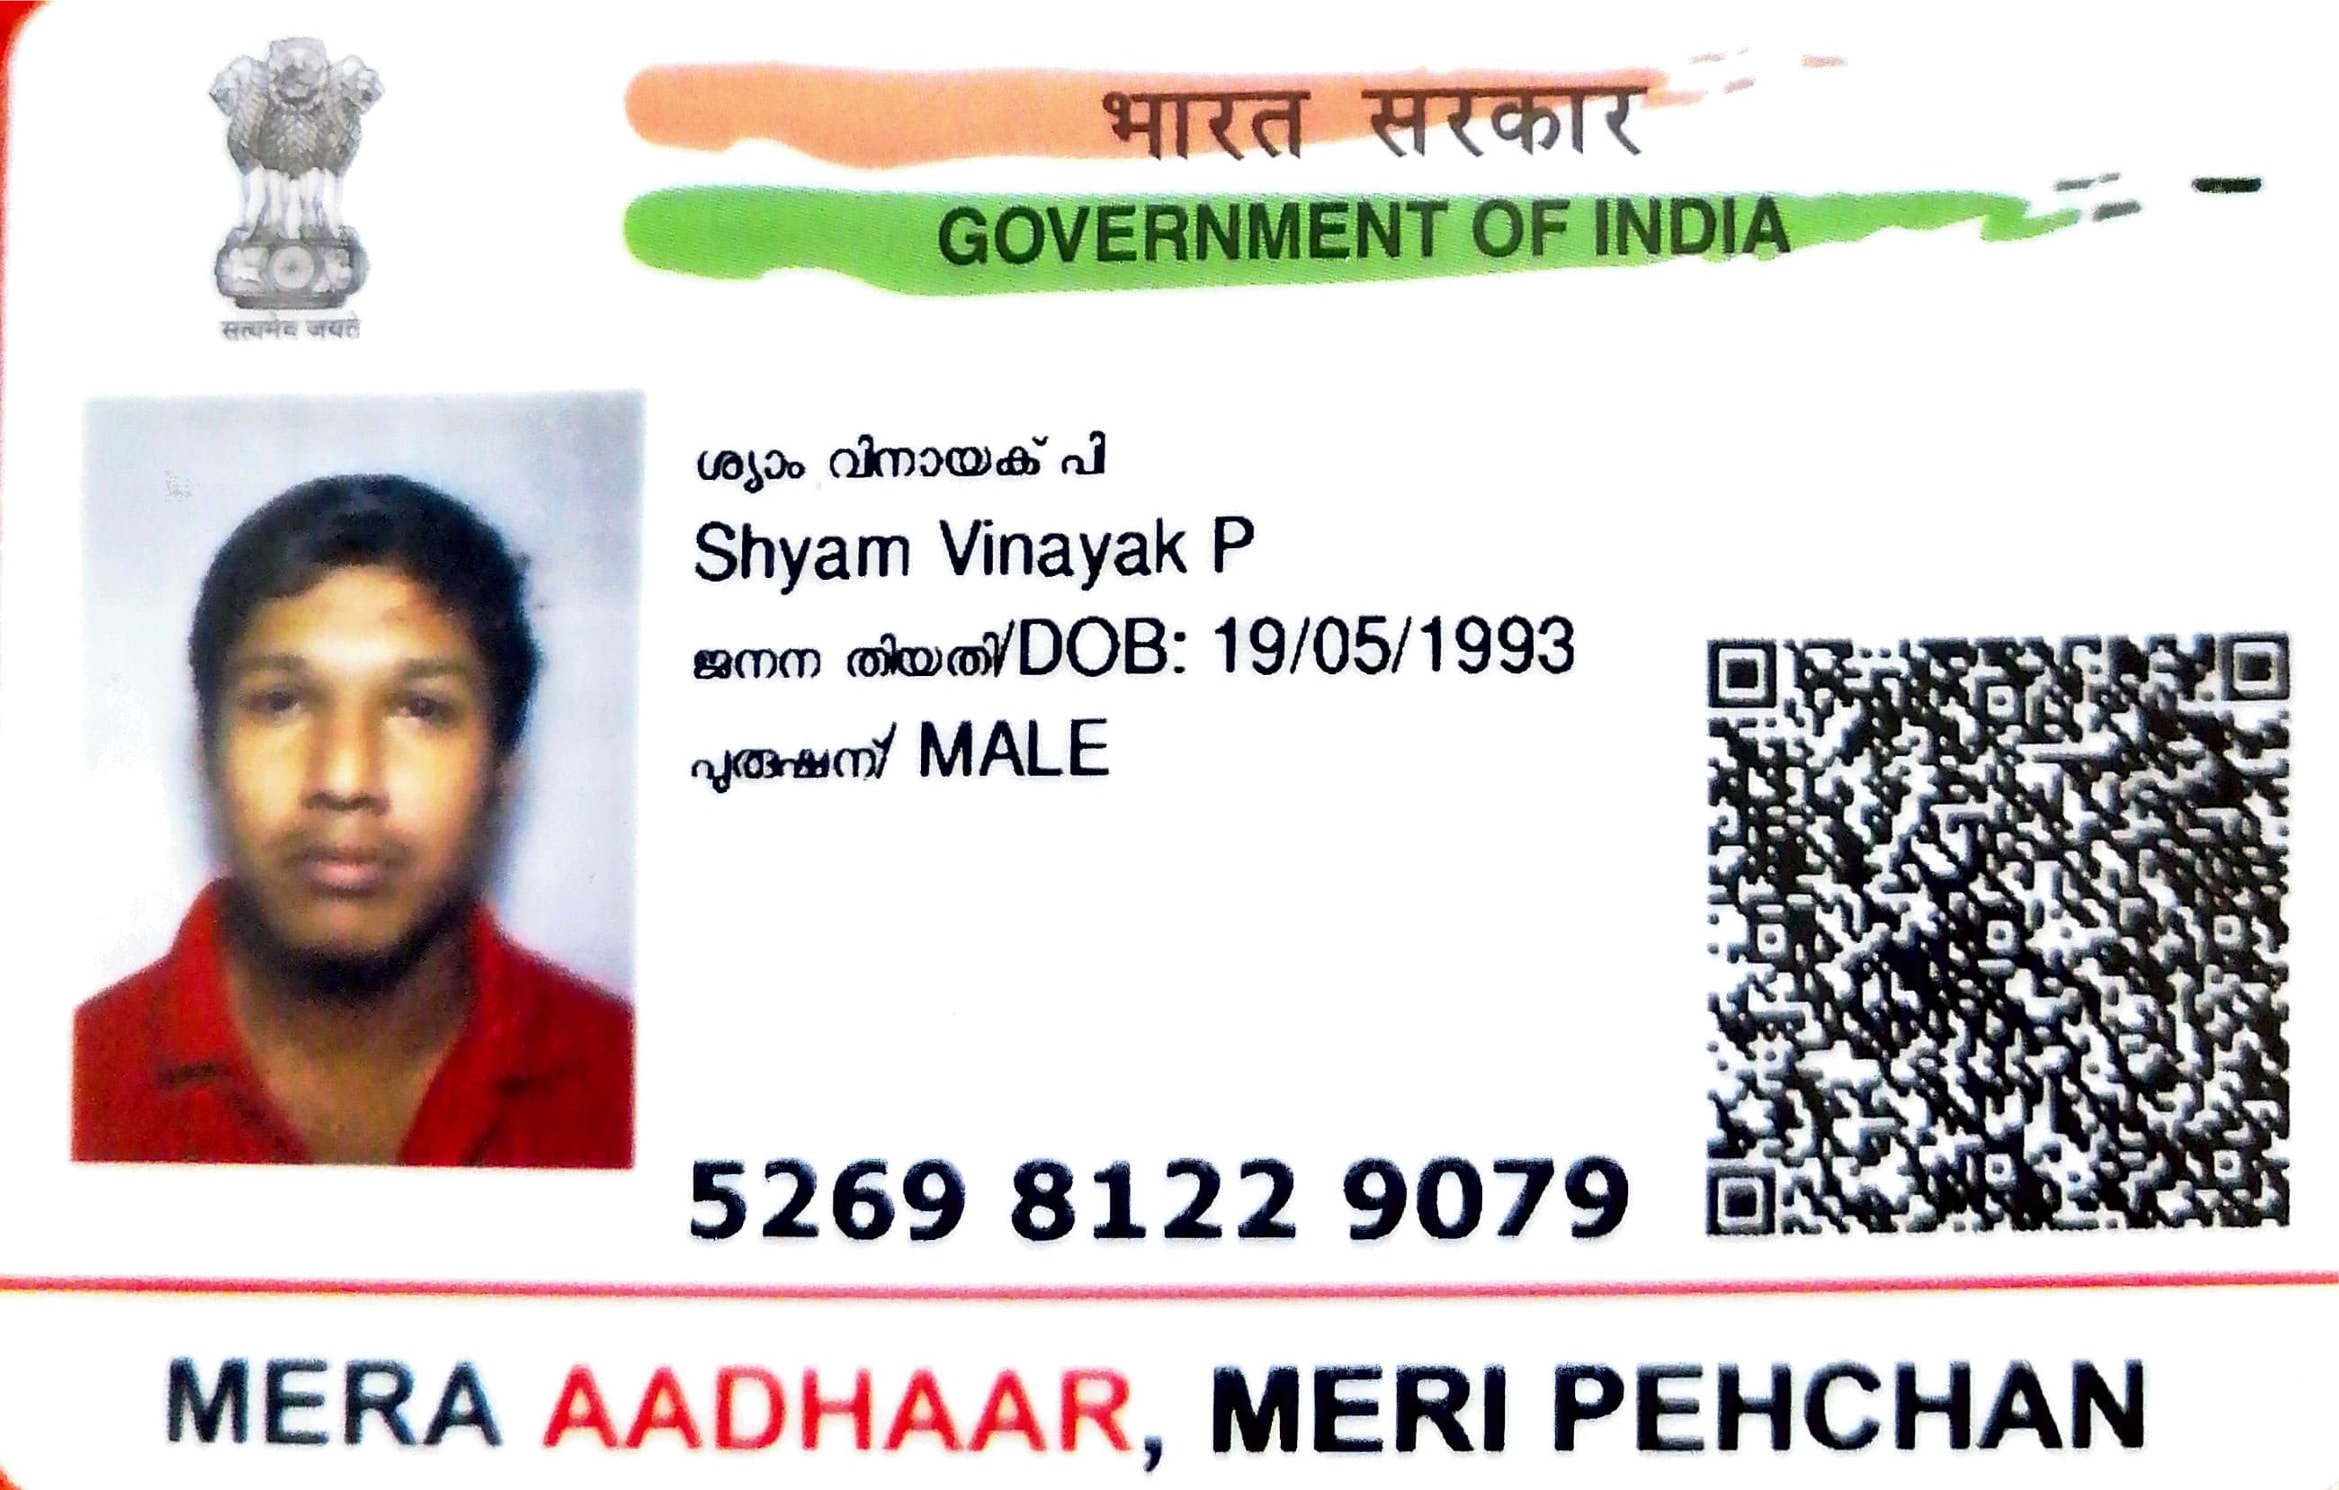 भारत सरकार
GOVERNMENT OF INDIA
सत्यमेव जयते
ശ്യാം വിനായക് പി
Shyam Vinayak P
ജനന തിയതി/DOB: 19/05/1993
പുരുഷന്/ MALE
5269 8122 9079
MERA AADHAAR, MERI PEHCHAN